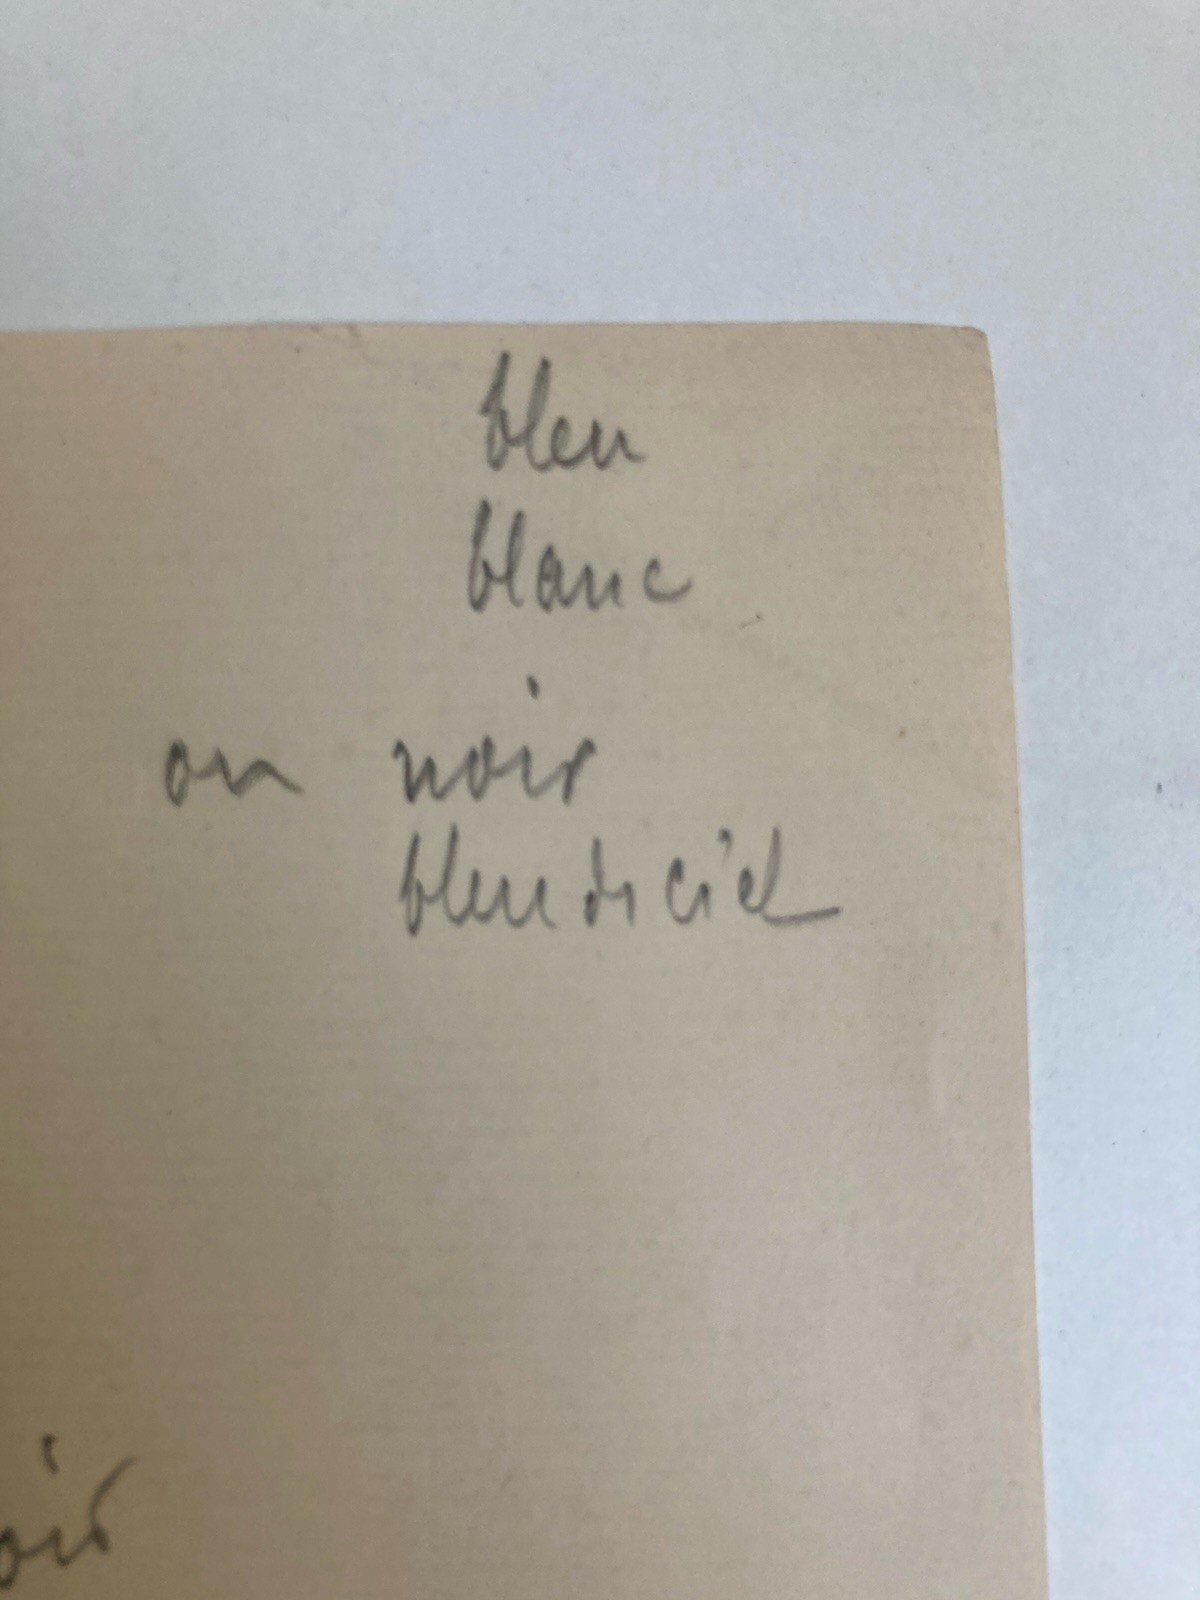 bleu
blanc
ou noir
bleu de ciel